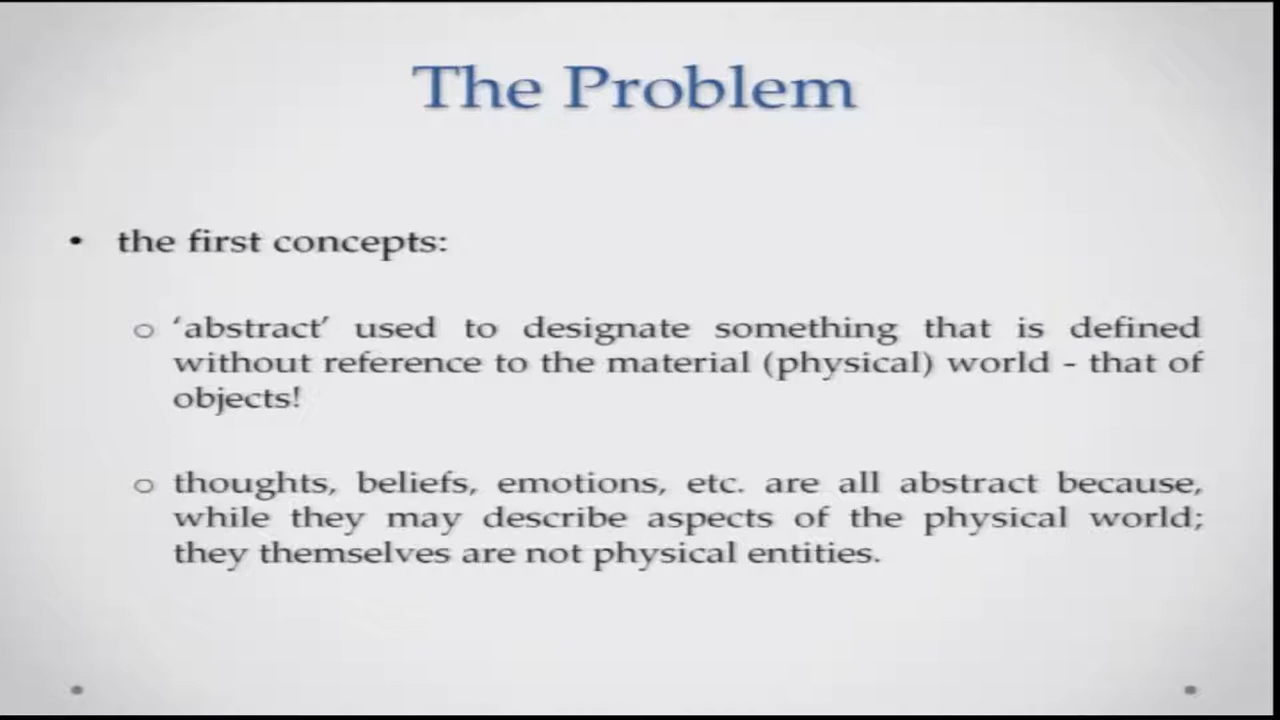 The Problem
• the first concepts:
o ‘abstract’ used to designate something that is defined
without reference to the material (physical) world - that of
objects!
o thoughts, beliefs, emotions, etc. are all abstract because,
while they may describe aspects of the physical world;
they themselves are not physical entities.